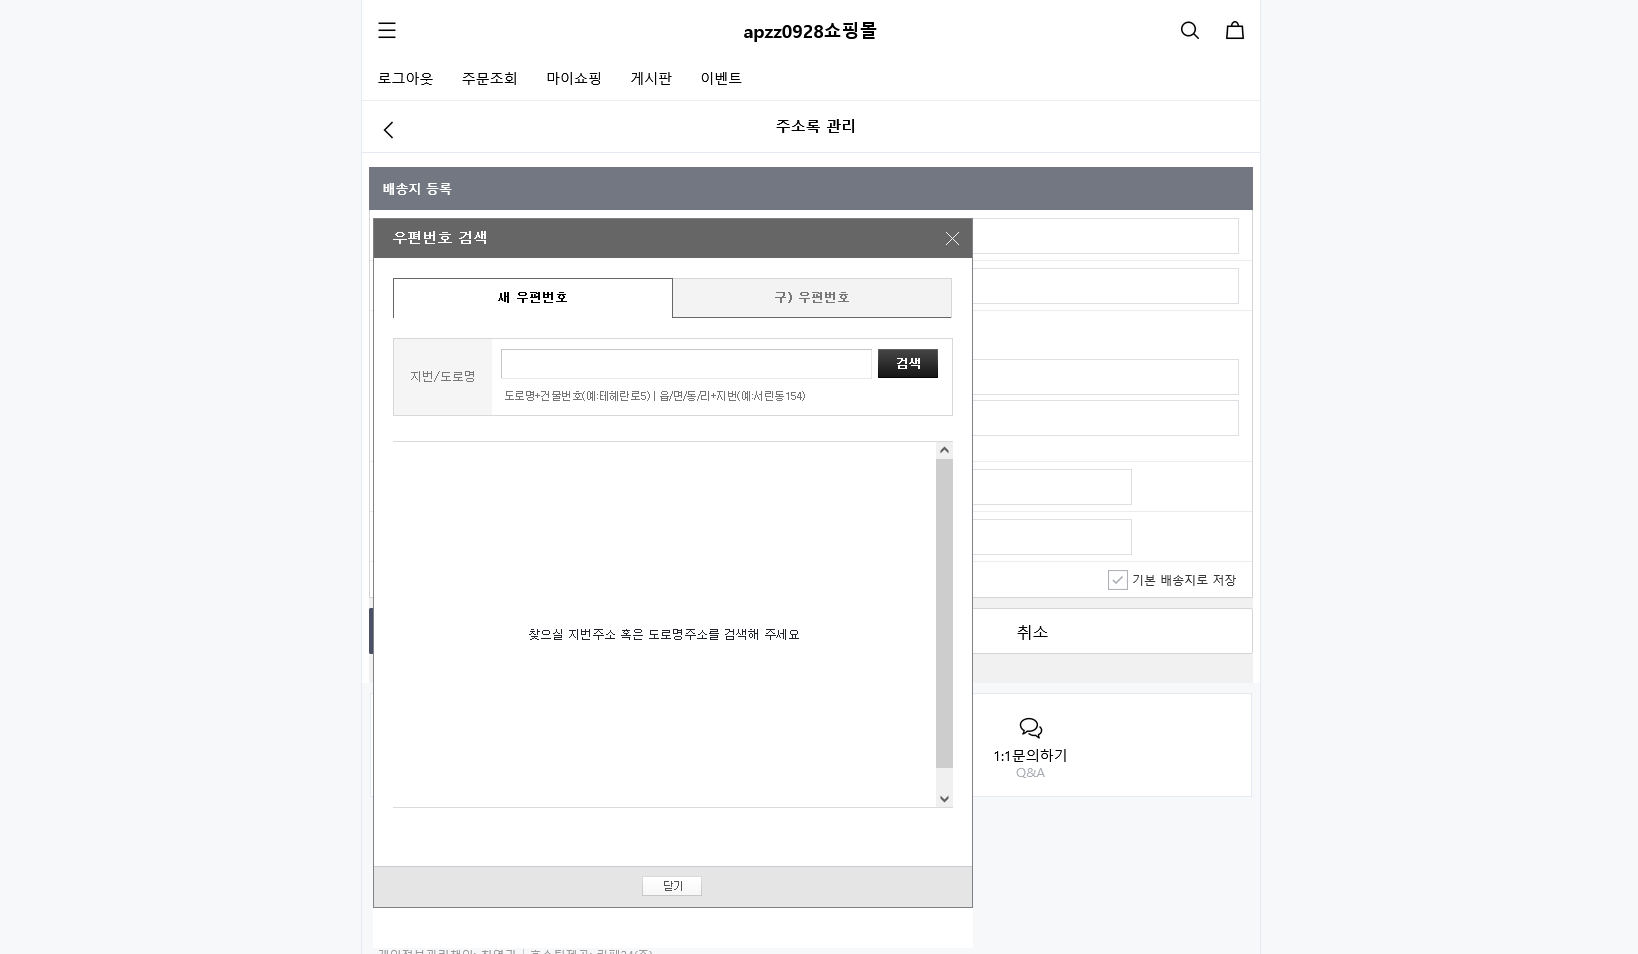 apzz0928쇼핑몰
로그아웃 주문조회 마이쇼핑 게시판 이벤트
주소록 관리
배송지 등록
우편번호 검색
새 우편번호 구) 우편번호
지번/도로명 검색
도로명+건물번호(예:테헤란로5) | 읍/면/동/리+지번(예:서린동154)
찾으실 지번주소 혹은 도로명주소를 검색해 주세요
닫기
기본 배송지로 저장
취소
1:1문의하기
Q&A